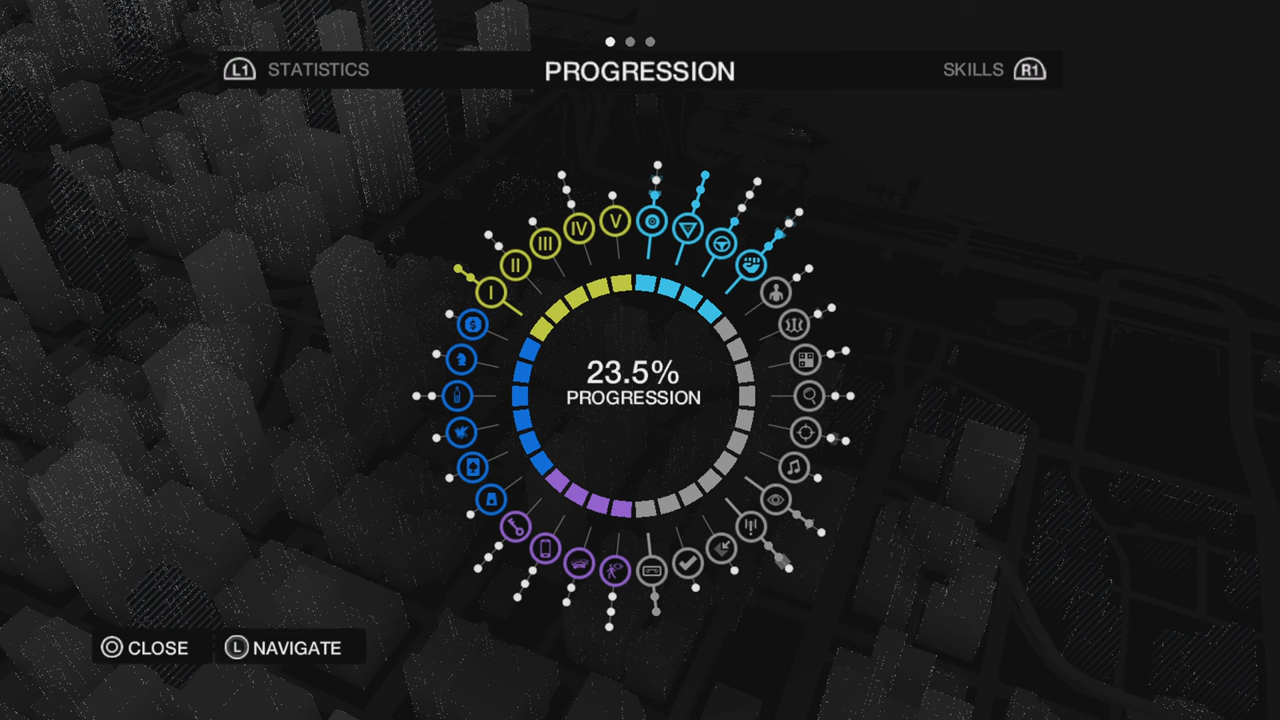 L1 STATISTICS
PROGRESSION
SKILLS R1
I
II
III
IV
V
$
23.5%
PROGRESSION
CLOSE
L NAVIGATE